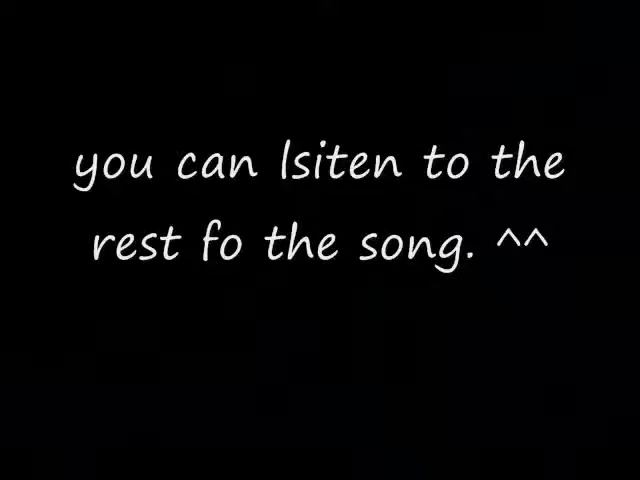 you can lsiten to the
rest fo the song. ^^